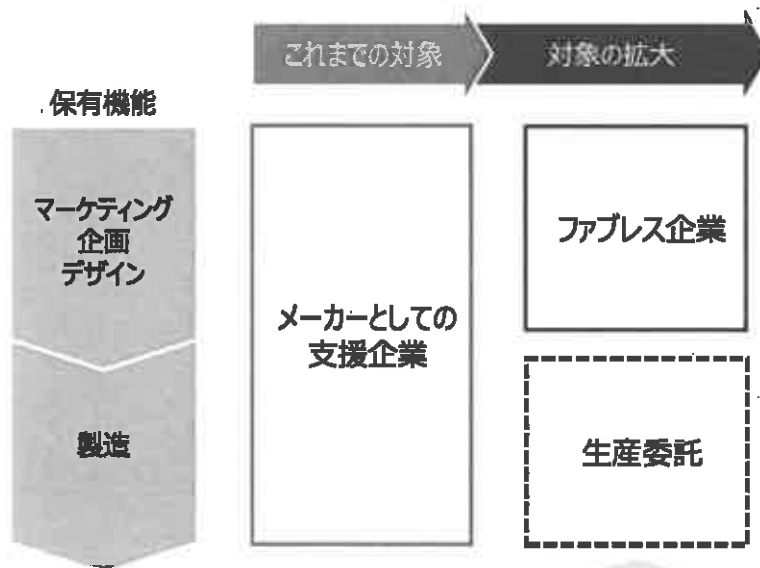 これまでの対象
対象の拡大
保有機能
マーケティング
企画
デザイン
ファブレス企業
メーカーとしての
支援企業
製造
生産委託